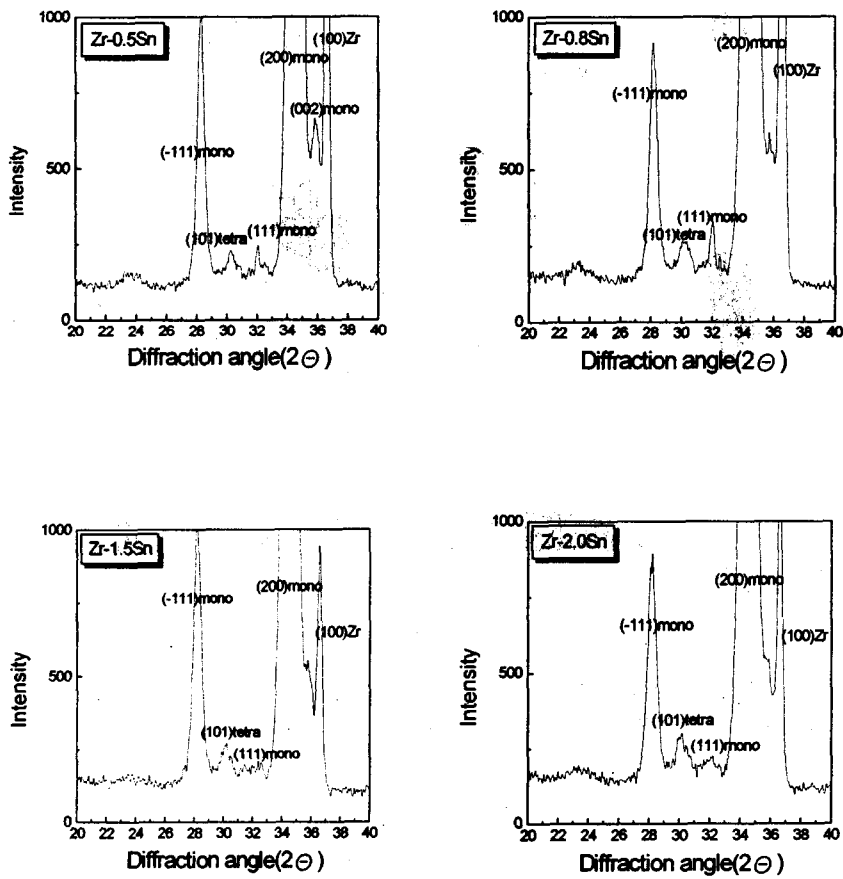 1000
Zr-0.5Sn
(100)Zr
(200)mono
(002)mono
(-111)mono
(101)tetra
(111)mono
500
0
Intensity
20 22 24 26 28 30 32 34 36 38 40
Diffraction angle(2Θ)
1000
Zr-0.8Sn
(200)mono
(100)Zr
(-111)mono
(111)mono
(101)tetra
500
0
Intensity
20 22 24 26 28 30 32 34 36 38 40
Diffraction angle(2Θ)
1000
Zr-1.5Sn
(-111)mono
(200)mono
(100)Zr
(101)tetra
(111)mono
500
0
Intensity
20 22 24 26 28 30 32 34 36 38 40
Diffraction angle(2Θ)
1000
Zr-2.0Sn
(200)mono
(-111)mono
(100)Zr
(101)tetra
(111)mono
500
0
Intensity
20 22 24 26 28 30 32 34 36 38 40
Diffraction angle(2Θ)